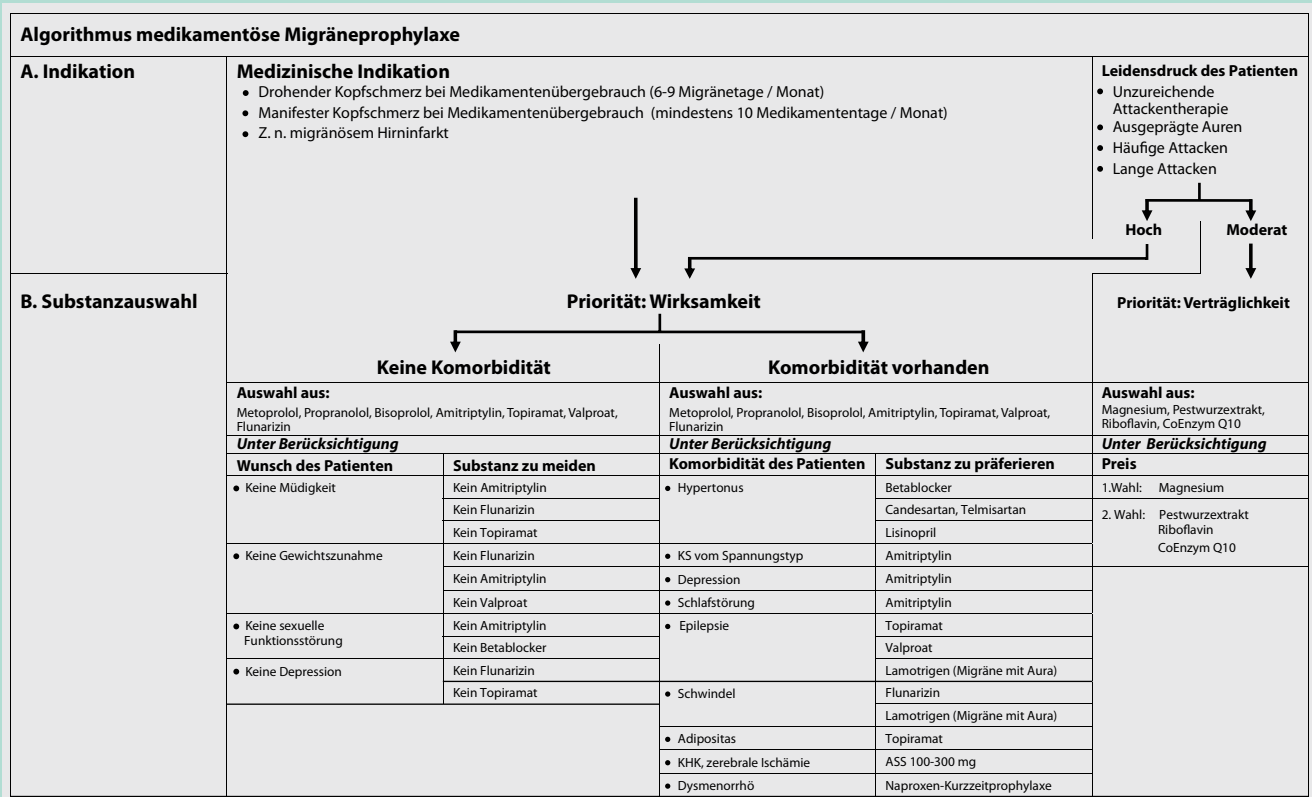 Algorithmus medikamentöse Migräneprophylaxe
A. Indikation
Medizinische Indikation
• Drohender Kopfschmerz bei Medikamentenübergebrauch (6-9 Migränetage / Monat)
• Manifester Kopfschmerz bei Medikamentenübergebrauch (mindestens 10 Medikamententage / Monat)
• Z. n. migränösem Hirninfarkt
Leidensdruck des Patienten
• Unzureichende
Attackentherapie
• Ausgeprägte Auren
• Häufige Attacken
• Lange Attacken
Hoch
Moderat
B. Substanzauswahl
Priorität: Wirksamkeit
Priorität: Verträglichkeit
Keine Komorbidität
Komorbidität vorhanden
Auswahl aus:
Metoprolol, Propranolol, Bisoprolol, Amitriptylin, Topiramat, Valproat,
Flunarizin
Unter Berücksichtigung
Wunsch des Patienten
Substanz zu meiden
• Keine Müdigkeit
Kein Amitriptylin
Kein Flunarizin
Kein Topiramat
• Keine Gewichtszunahme
Kein Flunarizin
Kein Amitriptylin
Kein Valproat
• Keine sexuelle
Funktionsstörung
Kein Amitriptylin
Kein Betablocker
• Keine Depression
Kein Flunarizin
Kein Topiramat
Auswahl aus:
Metoprolol, Propranolol, Bisoprolol, Amitriptylin, Topiramat, Valproat,
Flunarizin
Unter Berücksichtigung
Komorbidität des Patienten
Substanz zu präferieren
• Hypertonus
Betablocker
Candesartan, Telmisartan
Lisinopril
• KS vom Spannungstyp
Amitriptylin
• Depression
Amitriptylin
• Schlafstörung
Amitriptylin
• Epilepsie
Topiramat
Valproat
Lamotrigen (Migräne mit Aura)
• Schwindel
Flunarizin
Lamotrigen (Migräne mit Aura)
• Adipositas
Topiramat
• KHK, zerebrale Ischämie
ASS 100-300 mg
• Dysmenorrhö
Naproxen-Kurzzeitprophylaxe
Auswahl aus:
Magnesium, Pestwurzextrakt,
Riboflavin, CoEnzym Q10
Unter Berücksichtigung
Preis
1.Wahl: Magnesium
2. Wahl: Pestwurzextrakt
Riboflavin
CoEnzym Q10